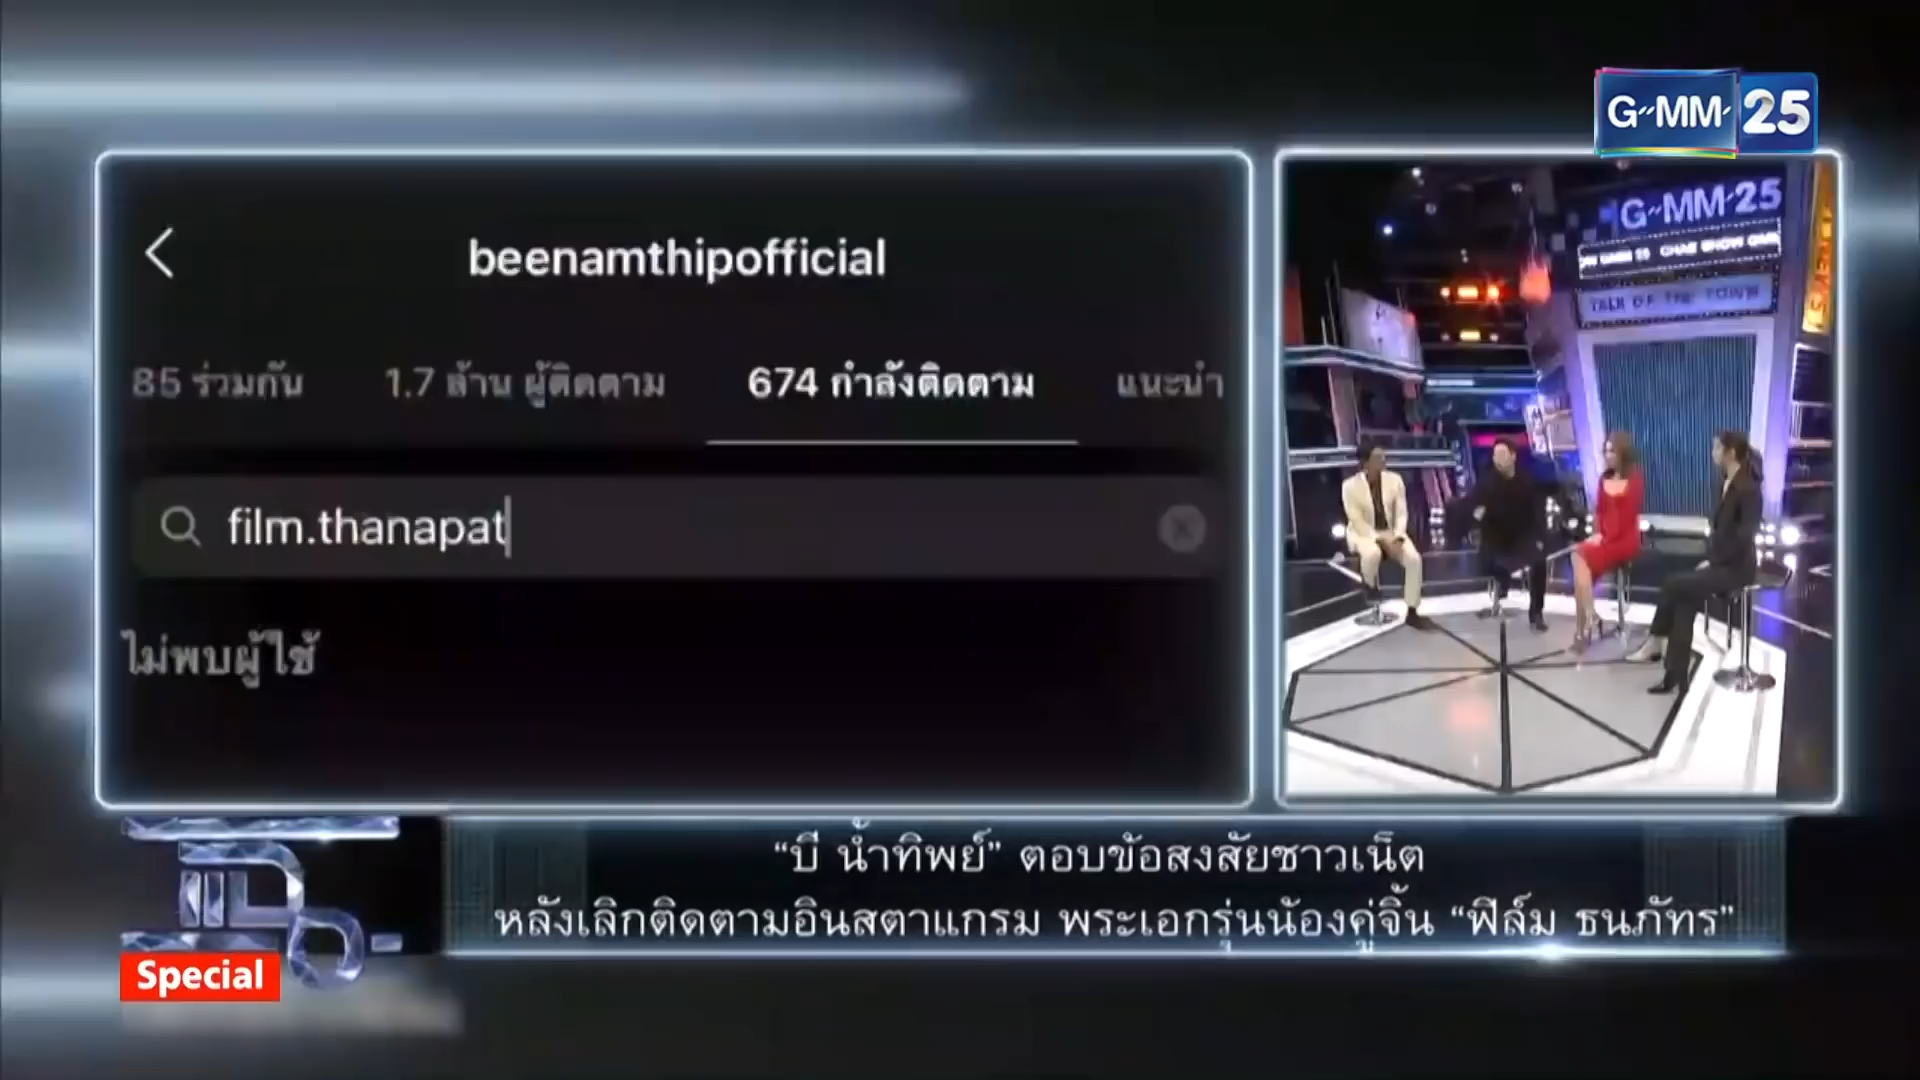 G-MM- 25
beenamthipofficial
85 ร่วมกัน 1.7 ล้าน ผู้ติดตาม 674 กำลังติดตาม แนะนำ
film.thanapat
ไม่พบผู้ใช้
G-MM-25
TALK OF THE TOWN
“บี น้ำทิพย์” ตอบข้อสงสัยชาวเน็ต
หลังเลิกติดตามอินสตาแกรม พระเอกรุ่นน้องคู่จิ้น “ฟิล์ม ธนภัทร”
Special